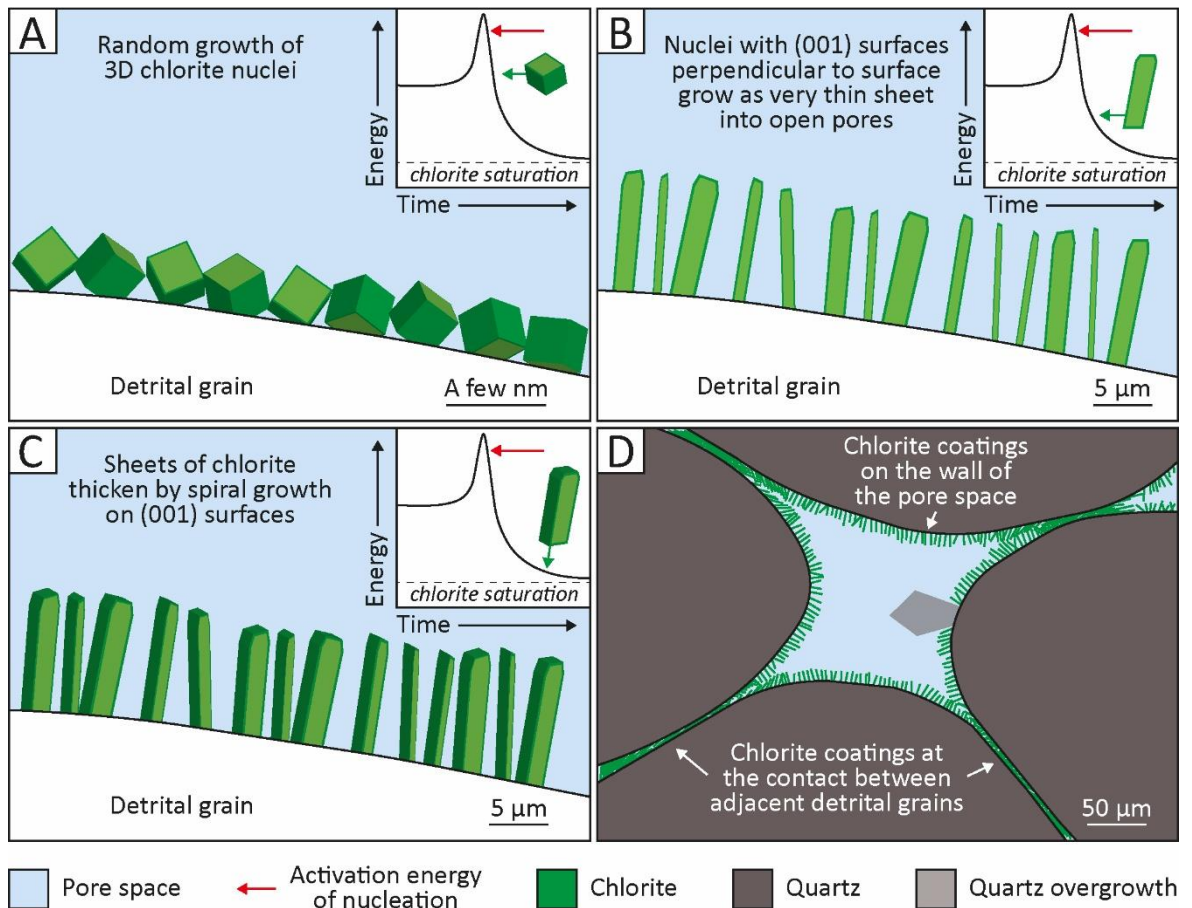 A
Random growth of
3D chlorite nuclei
Energy
chlorite saturation
Time
Detrital grain
A few nm
B
Nuclei with (001) surfaces
perpendicular to surface
grow as very thin sheet
into open pores
Energy
chlorite saturation
Time
Detrital grain
5 μm
C
Sheets of chlorite
thicken by spiral growth
on (001) surfaces
Energy
chlorite saturation
Time
Detrital grain
5 μm
D
Chlorite coatings
on the wall of
the pore space
Chlorite coatings at
the contact between
adjacent detrital grains
50 μm
Pore space
Activation energy
of nucleation
Chlorite
Quartz
Quartz overgrowth